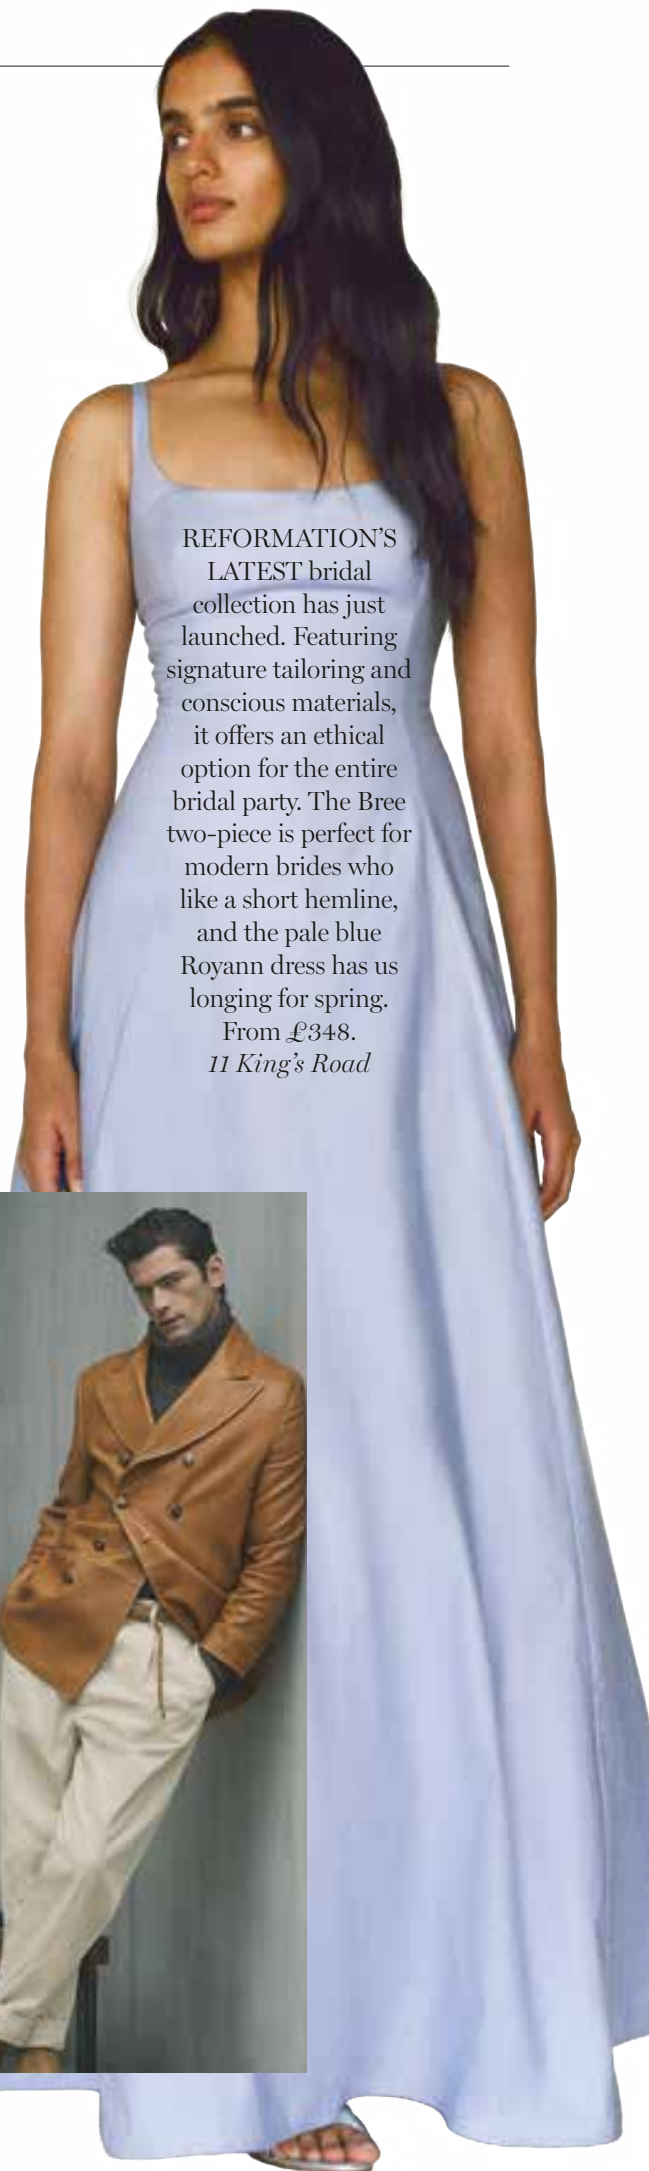 REFORMATION'S
LATEST bridal
collection has just
launched. Featuring
signature tailoring and
conscious materials,
it offers an ethical
option for the entire
bridal party. The Bree
two-piece is perfect for
modern brides who
like a short hemline,
and the pale blue
Royann dress has us
longing for spring.
From £348.
11 King's Road